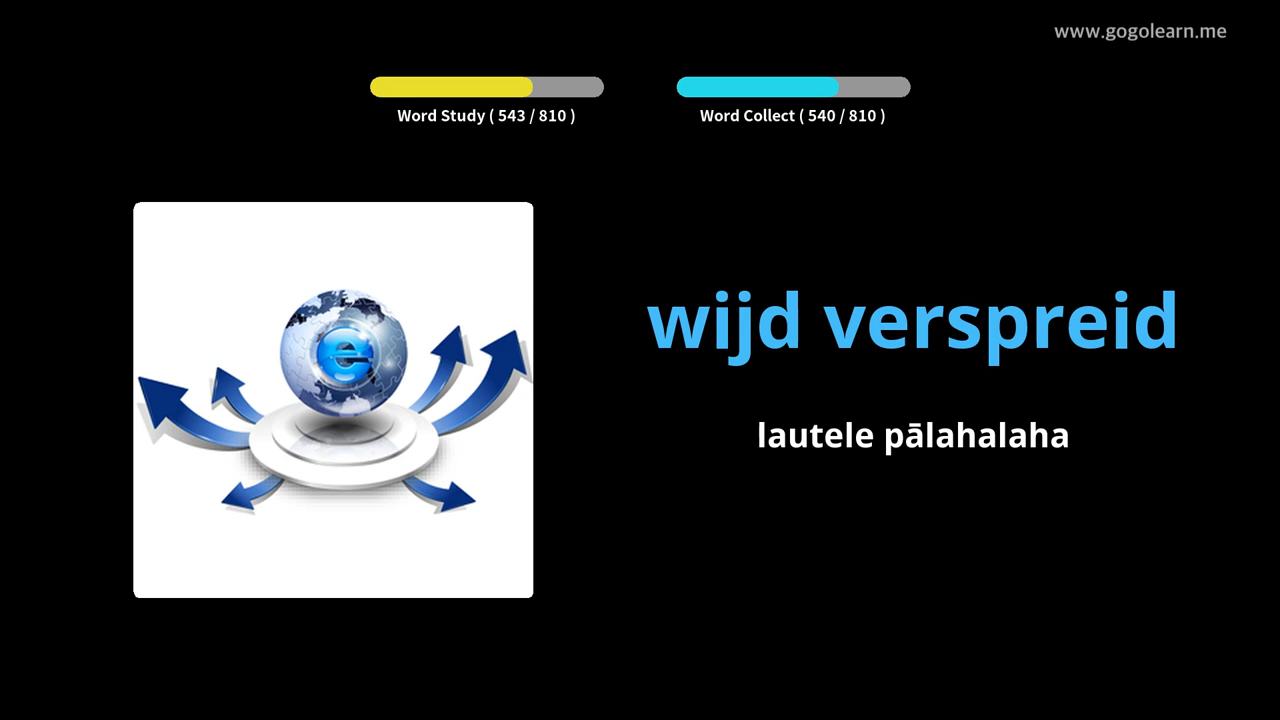 www.gogolearn.me
Word Study ( 543 / 810 )
Word Collect ( 540 / 810 )
e
wijd verspreid
lautele pālahalaha